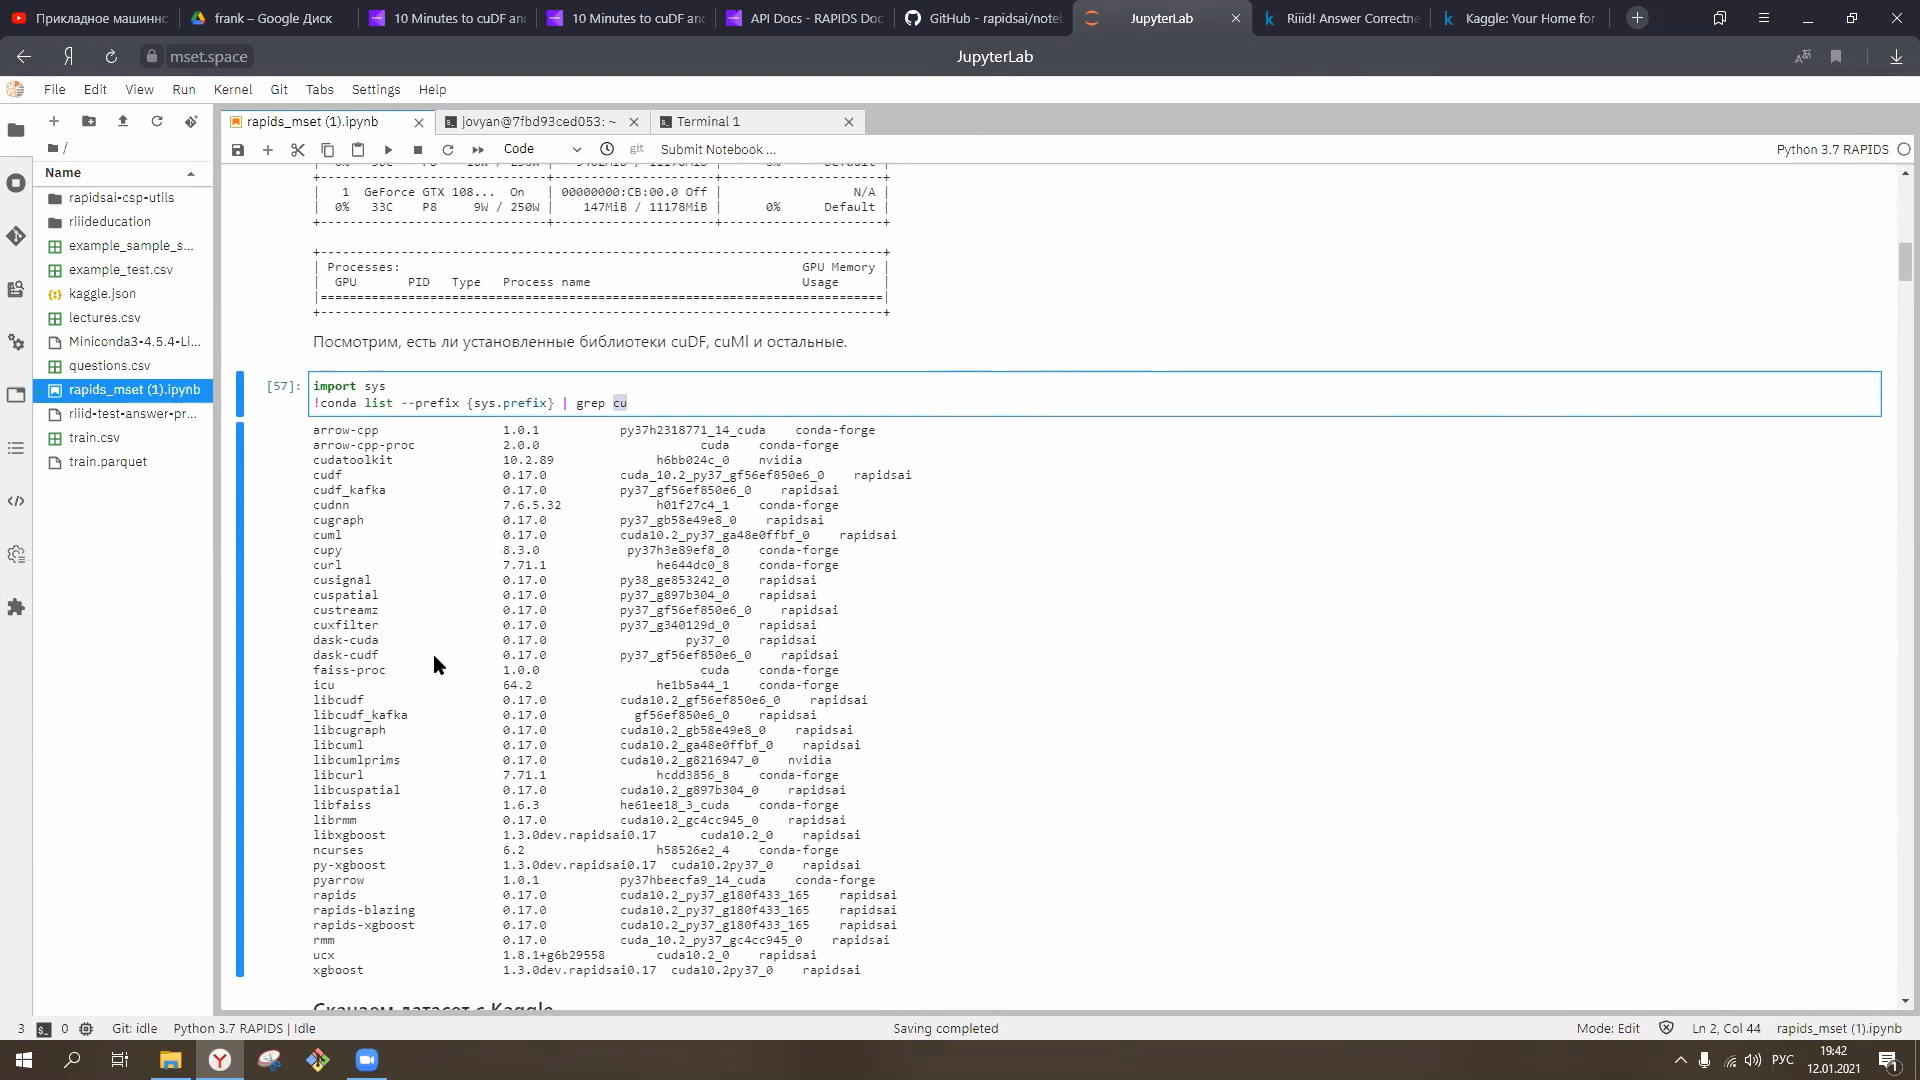 Прикладное машинно
frank – Google Диск
10 Minutes to cuDF an
10 Minutes to cuDF an
API Docs - RAPIDS Doc
GitHub - rapidsai/note
JupyterLab
Riiid! Answer Correctne
Kaggle: Your Home for
mset.space
JupyterLab
File Edit View Run Kernel Git Tabs Settings Help
rapids_mset (1).ipynb
jovyan@7fbd93ced053: ~
Terminal 1
Code
git
Submit Notebook ...
Python 3.7 RAPIDS
/
Name
rapidsai-csp-utils
riiideducation
example_sample_s...
example_test.csv
kaggle.json
lectures.csv
Miniconda3-4.5.4-Li...
questions.csv
rapids_mset (1).ipynb
riiid-test-answer-pr...
train.csv
train.parquet
| 1 GeForce GTX 108... On | 00000000:CB:00.0 Off | N/A |
| 0% 33C P8 9W / 250W | 147MiB / 11178MiB | 0% Default |
| Processes: GPU Memory |
| GPU PID Type Process name Usage |
Посмотрим, есть ли установленные библиотеки cuDF, cuMl и остальные.
[57]: import sys
!conda list --prefix {sys.prefix} | grep cu
arrow-cpp 1.0.1 py37h2318771_14_cuda conda-forge
arrow-cpp-proc 2.0.0 cuda conda-forge
cudatoolkit 10.2.89 h6bb024c_0 nvidia
cudf 0.17.0 cuda_10.2_py37_gf56ef850e6_0 rapidsai
cudf_kafka 0.17.0 py37_gf56ef850e6_0 rapidsai
cudnn 7.6.5.32 h01f27c4_1 conda-forge
cugraph 0.17.0 py37_gb58e49e8_0 rapidsai
cuml 0.17.0 cuda10.2_py37_ga48e0ffbf_0 rapidsai
cupy 8.3.0 py37h3e89ef8_0 conda-forge
curl 7.71.1 he644dc0_8 conda-forge
cusignal 0.17.0 py38_ge853242_0 rapidsai
cuspatial 0.17.0 py37_g897b304_0 rapidsai
custreamz 0.17.0 py37_gf56ef850e6_0 rapidsai
cuxfilter 0.17.0 py37_g340129d_0 rapidsai
dask-cuda 0.17.0 py37_0 rapidsai
dask-cudf 0.17.0 py37_gf56ef850e6_0 rapidsai
faiss-proc 1.0.0 cuda conda-forge
icu 64.2 he1b5a44_1 conda-forge
libcudf 0.17.0 cuda10.2_gf56ef850e6_0 rapidsai
libcudf_kafka 0.17.0 gf56ef850e6_0 rapidsai
libcugraph 0.17.0 cuda10.2_gb58e49e8_0 rapidsai
libcuml 0.17.0 cuda10.2_ga48e0ffbf_0 rapidsai
libcumlprims 0.17.0 cuda10.2_g8216947_0 nvidia
libcurl 7.71.1 hcdd3856_8 conda-forge
libcuspatial 0.17.0 cuda10.2_g897b304_0 rapidsai
libfaiss 1.6.3 he61ee18_3_cuda conda-forge
librmm 0.17.0 cuda10.2_gc4cc945_0 rapidsai
libxgboost 1.3.0dev.rapidsai0.17 cuda10.2_0 rapidsai
ncurses 6.2 h58526e2_4 conda-forge
py-xgboost 1.3.0dev.rapidsai0.17 cuda10.2py37_0 rapidsai
pyarrow 1.0.1 py37hbeecfa9_14_cuda conda-forge
rapids 0.17.0 cuda10.2_py37_g180f433_165 rapidsai
rapids-blazing 0.17.0 cuda10.2_py37_g180f433_165 rapidsai
rapids-xgboost 0.17.0 cuda10.2_py37_g180f433_165 rapidsai
rmm 0.17.0 cuda_10.2_py37_gc4cc945_0 rapidsai
ucx 1.8.1+g6b29558 cuda10.2_0 rapidsai
xgboost 1.3.0dev.rapidsai0.17 cuda10.2py37_0 rapidsai
Скачаем датасет с Kaggle
3 0 Git: idle Python 3.7 RAPIDS | Idle
Saving completed
Mode: Edit Ln 2, Col 44 rapids_mset (1).ipynb
РУС
19:42
12.01.2021
1